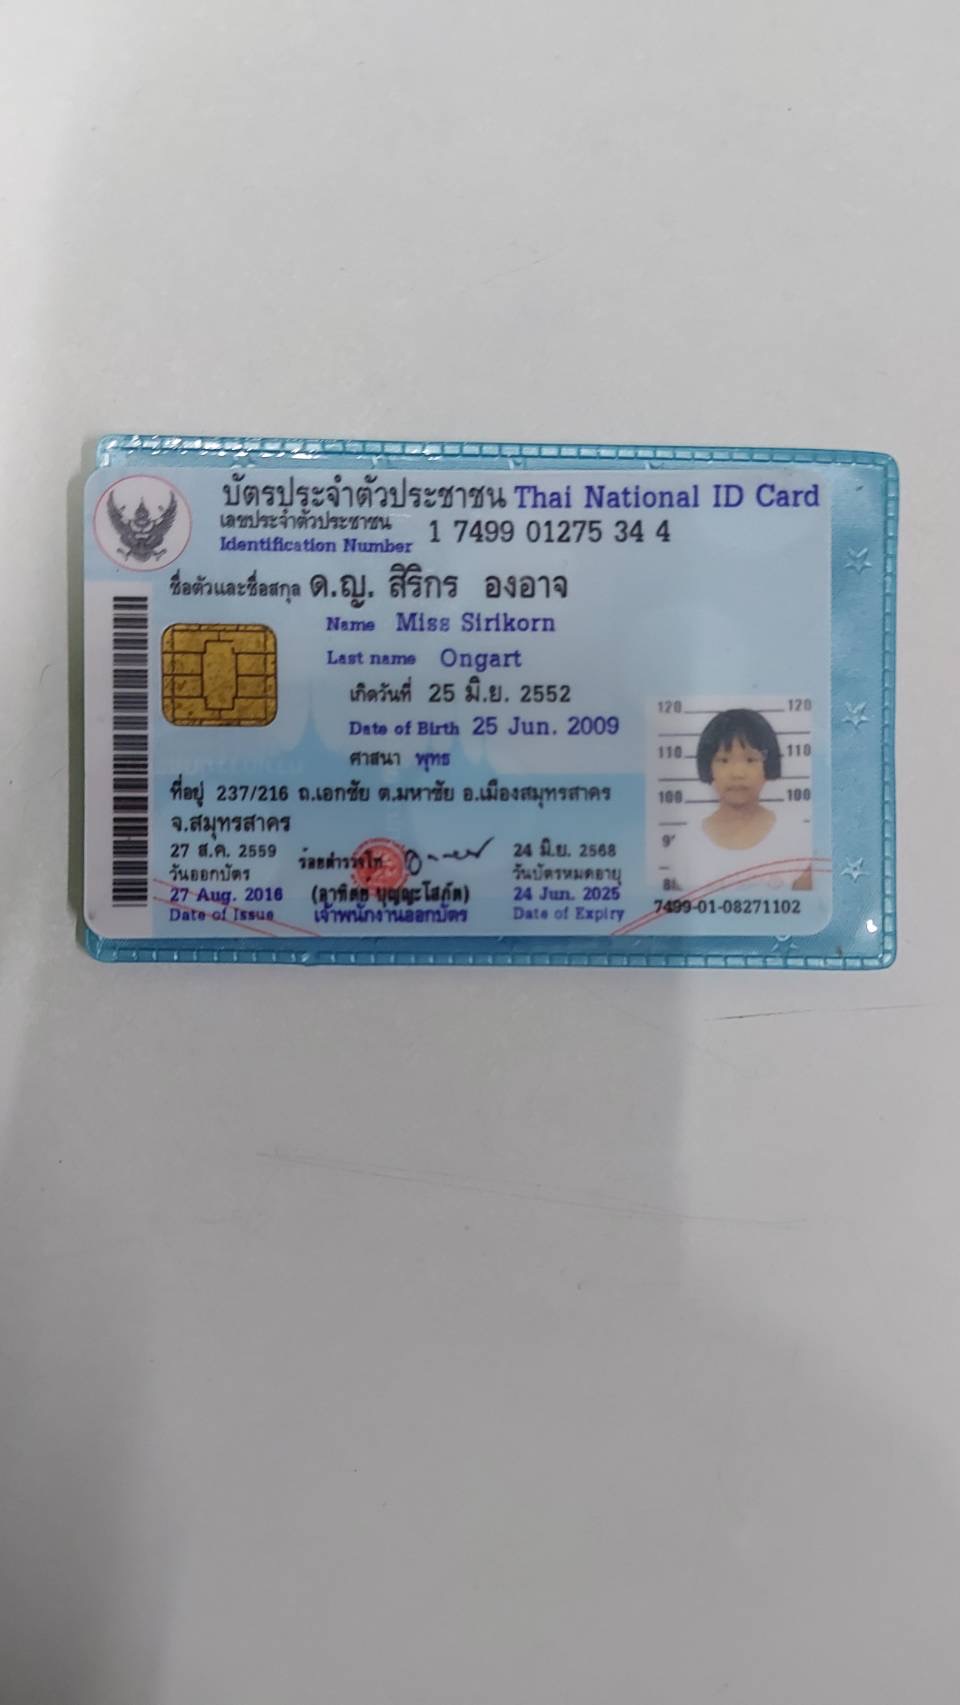 บัตรประจำตัวประชาชน Thai National ID Card
เลขประจำตัวประชาชน
Identification Number 1 7499 01275 34 4
ชื่อตัวและชื่อสกุล ด.ญ. สิริกร องอาจ
Name Miss Sirikorn
Last name Ongart
เกิดวันที่ 25 มิ.ย. 2552
Date of Birth 25 Jun. 2009
ศาสนา พุทธ
ที่อยู่ 237/216 ถ.เอกชัย ต.มหาชัย อ.เมืองสมุทรสาคร
จ.สมุทรสาคร
27 ส.ค. 2559
วันออกบัตร
27 Aug. 2016
Date of Issue
ร้อยตำรวจโท
เจ้าพนักงานออกบัตร
24 มิ.ย. 2568
วันบัตรหมดอายุ
24 Jun. 2025
Date of Expiry
120 120
110 110
100 100
7499-01-08271102